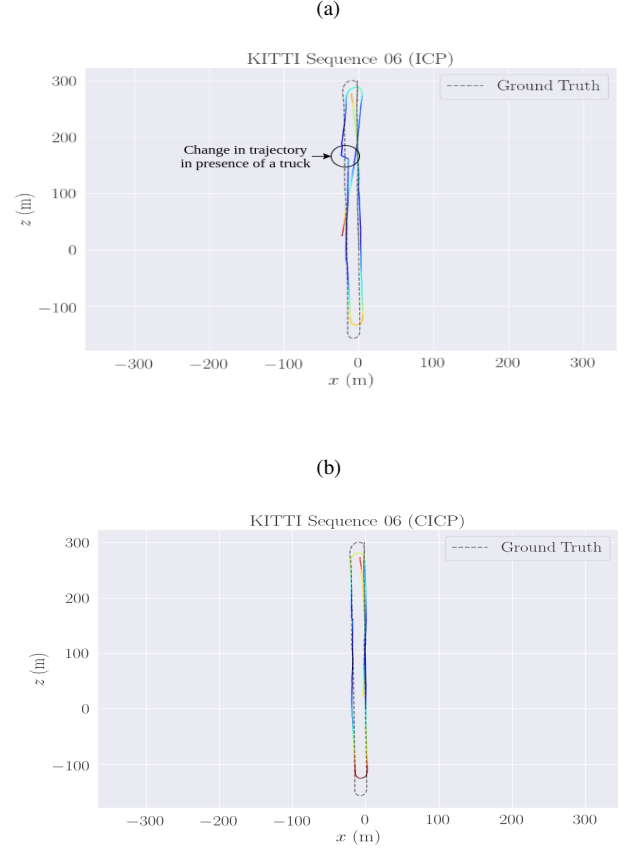 (a)
KITTI Sequence 06 (ICP)
Ground Truth
300
200
100
0
−100
z (m)
Change in trajectory
in presence of a truck
−300 −200 −100 0 100 200 300
x (m)
(b)
KITTI Sequence 06 (CICP)
Ground Truth
300
200
100
0
−100
z (m)
−300 −200 −100 0 100 200 300
x (m)